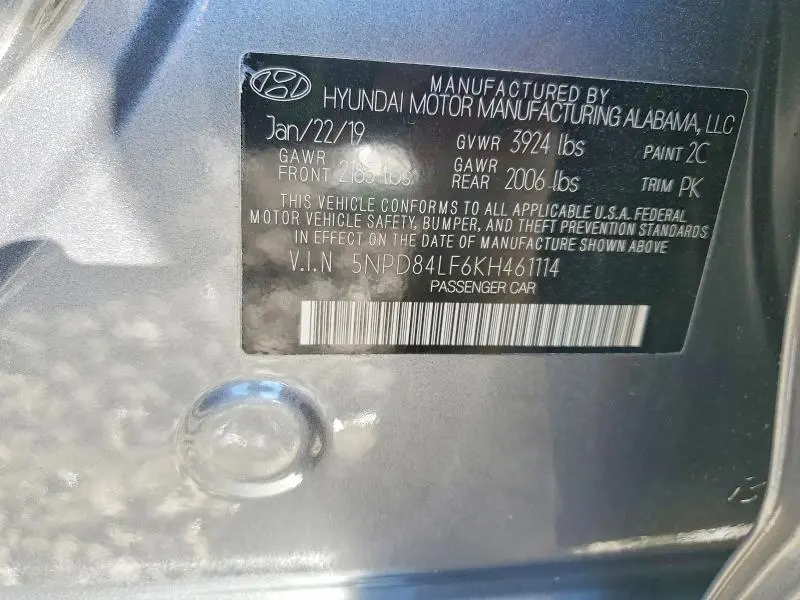 MANUFACTURED BY
HYUNDAI MOTOR MANUFACTURING ALABAMA, LLC
Jan/22/19 GVWR 3924 lbs PAINT 2C
GAWR FRONT 2183 lbs GAWR REAR 2006 lbs TRIM PK
THIS VEHICLE CONFORMS TO ALL APPLICABLE U.S.A. FEDERAL
MOTOR VEHICLE SAFETY, BUMPER, AND THEFT PREVENTION STANDARDS
IN EFFECT ON THE DATE OF MANUFACTURE SHOWN ABOVE
V.I.N 5NPD84LF6KH461114
PASSENGER CAR